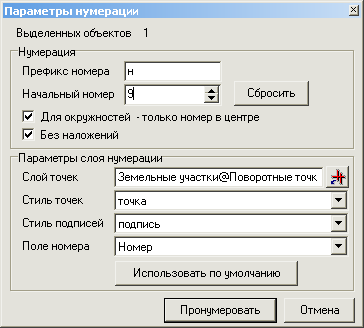 Параметры нумерации
Выделенных объектов 1
Нумерация
Префикс номера н
Начальный номер 9 Сбросить
Для окружностей - только номер в центре
Без наложений
Параметры слоя нумерации
Слой точек Земельные участки@Поворотные точк
Стиль точек точка
Стиль подписей подпись
Поле номера Номер
Использовать по умолчанию
Пронумеровать Отмена